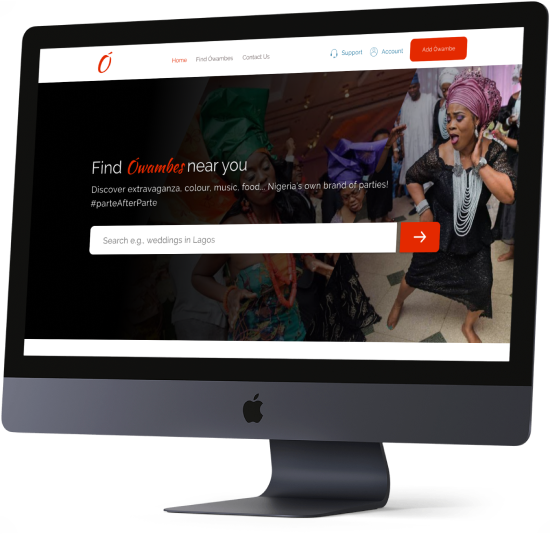 Ó
Home Find Owambes Contact Us Support Account Add Owambe
Find Ówambes near you
Discover extravaganza, colour, music, food... Nigeria's own brand of parties!
#parteAfterParte
Search e.g., weddings in Lagos